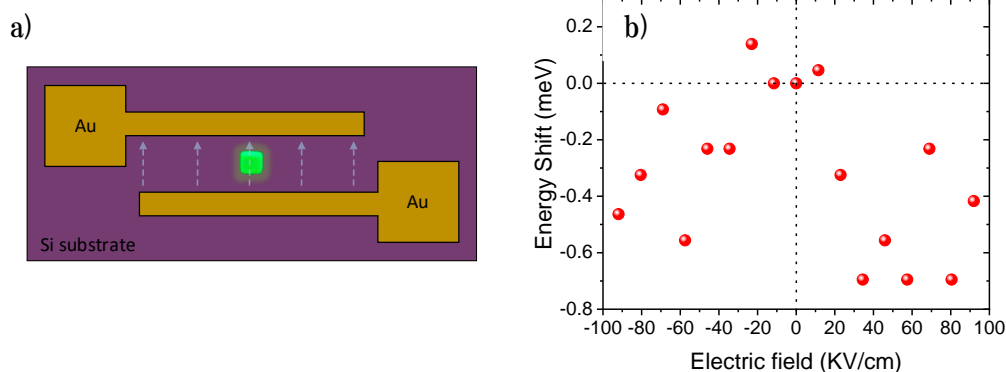 a)
Au
Au
Si substrate
b)
Energy Shift (meV)
0.2
0.0
-0.2
-0.4
-0.6
-0.8
-100 -80 -60 -40 -20 0 20 40 60 80 100
Electric field (KV/cm)